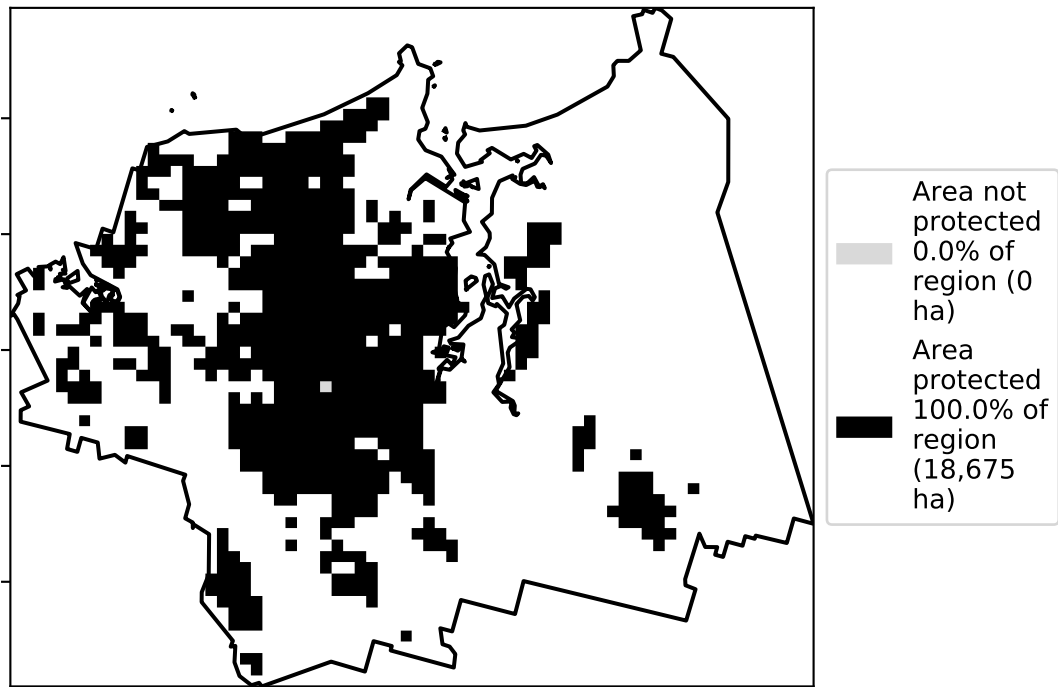 Area not
protected
0.0% of
region (0
ha)
Area
protected
100.0% of
region
(18,675
ha)